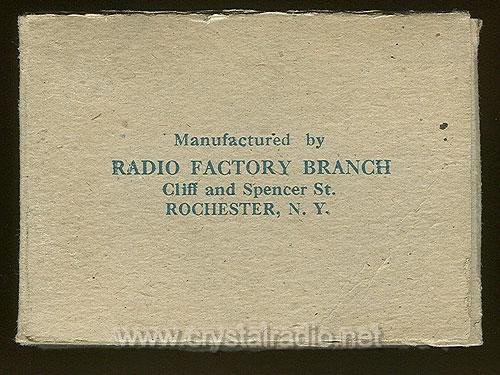 Manufactured by
RADIO FACTORY BRANCH
Cliff and Spencer St.
ROCHESTER, N. Y.
www.crystalradio.net